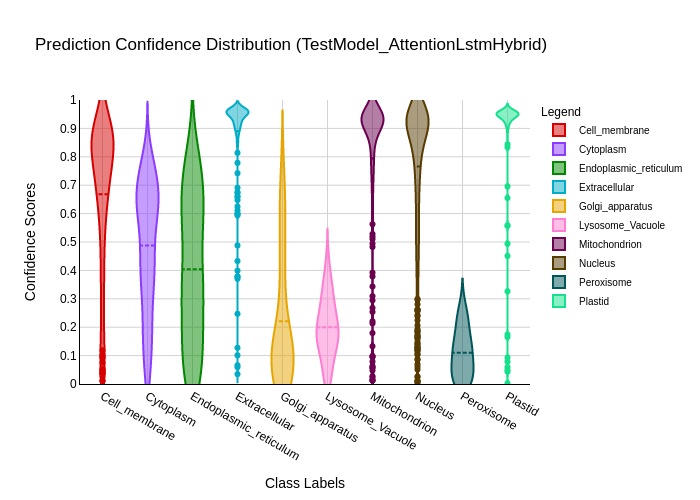 Prediction Confidence Distribution (TestModel_AttentionLstmHybrid)
Confidence Scores
1
0.9
0.8
0.7
0.6
0.5
0.4
0.3
0.2
0.1
0
Cell_membrane
Cytoplasm
Endoplasmic_reticulum
Extracellular
Golgi_apparatus
Lysosome_Vacuole
Mitochondrion
Nucleus
Peroxisome
Plastid
Class Labels
Legend
Cell_membrane
Cytoplasm
Endoplasmic_reticulum
Extracellular
Golgi_apparatus
Lysosome_Vacuole
Mitochondrion
Nucleus
Peroxisome
Plastid